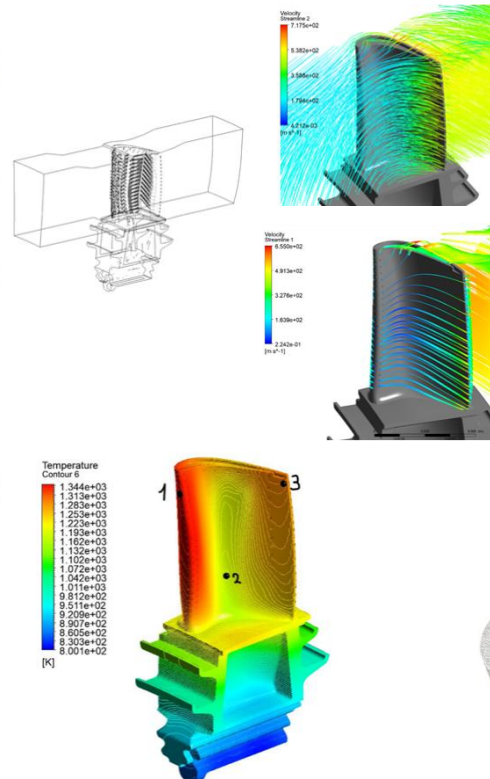 Velocity
Streamline 2
7.175e+02
5.382e+02
3.588e+02
1.794e+02
4.212e-03
[m s^-1]
Velocity
Streamline 1
6.550e+02
4.913e+02
3.276e+02
1.639e+02
2.242e-01
[m s^-1]
Temperature
Contour 6
1.344e+03
1.313e+03
1.283e+03
1.253e+03
1.223e+03
1.193e+03
1.162e+03
1.132e+03
1.102e+03
1.072e+03
1.042e+03
1.011e+03
9.812e+02
9.511e+02
9.209e+02
8.907e+02
8.605e+02
8.303e+02
8.001e+02
[K]
1
3
2